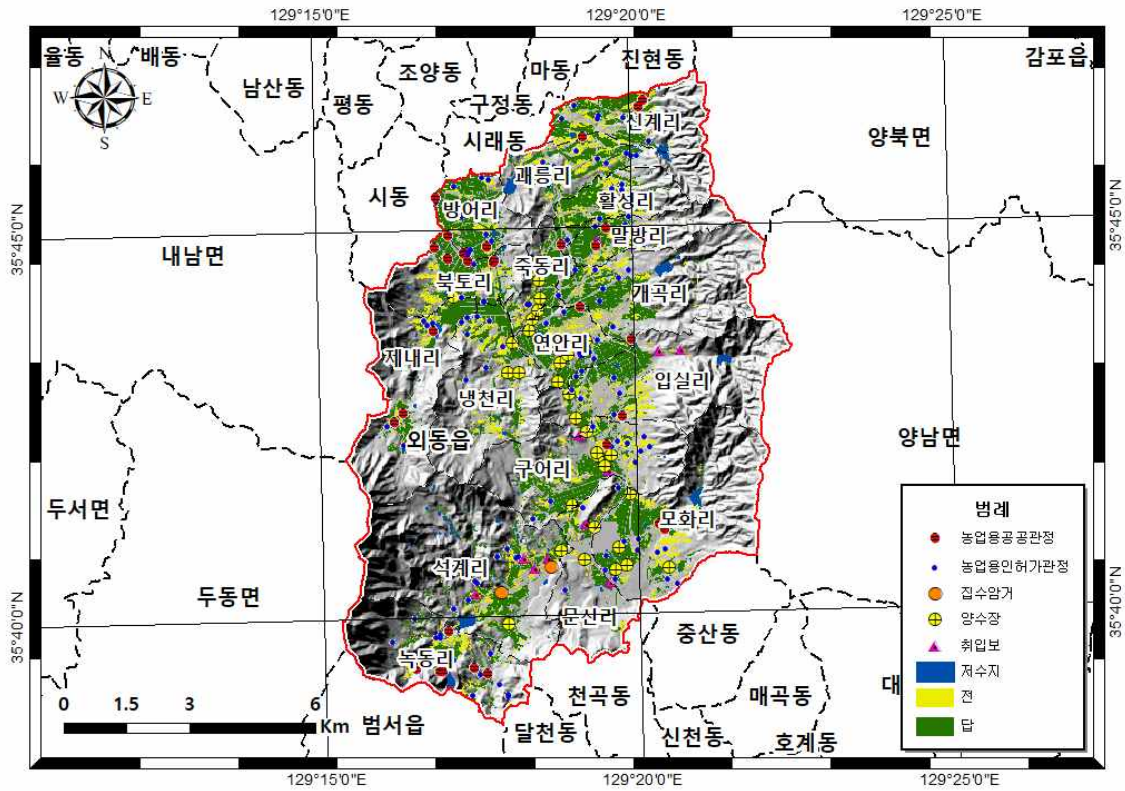 129°15'0"E
129°20'0"E
129°25'0"E
율동
배동
남산동
조양동
마동
진현동
감포읍
N
W
E
S
평동
구정동
시래동
신계리
양북면
시동
괘릉리
방어리
활성리
말방리
35°45'0"N
35°45'0"N
내남면
죽동리
북토리
개곡리
연안리
제내리
입실리
냉천리
외동읍
양남면
구어리
두서면
모화리
석계리
두동면
문산리
중산동
35°40'0"N
35°40'0"N
녹동리
천곡동
매곡동
대
범서읍
달천동
신천동
호계동
0
1.5
3
6
Km
범례
농업용공공관정
농업용인허가관정
집수암거
양수장
취입보
저수지
전
답
129°15'0"E
129°20'0"E
129°25'0"E